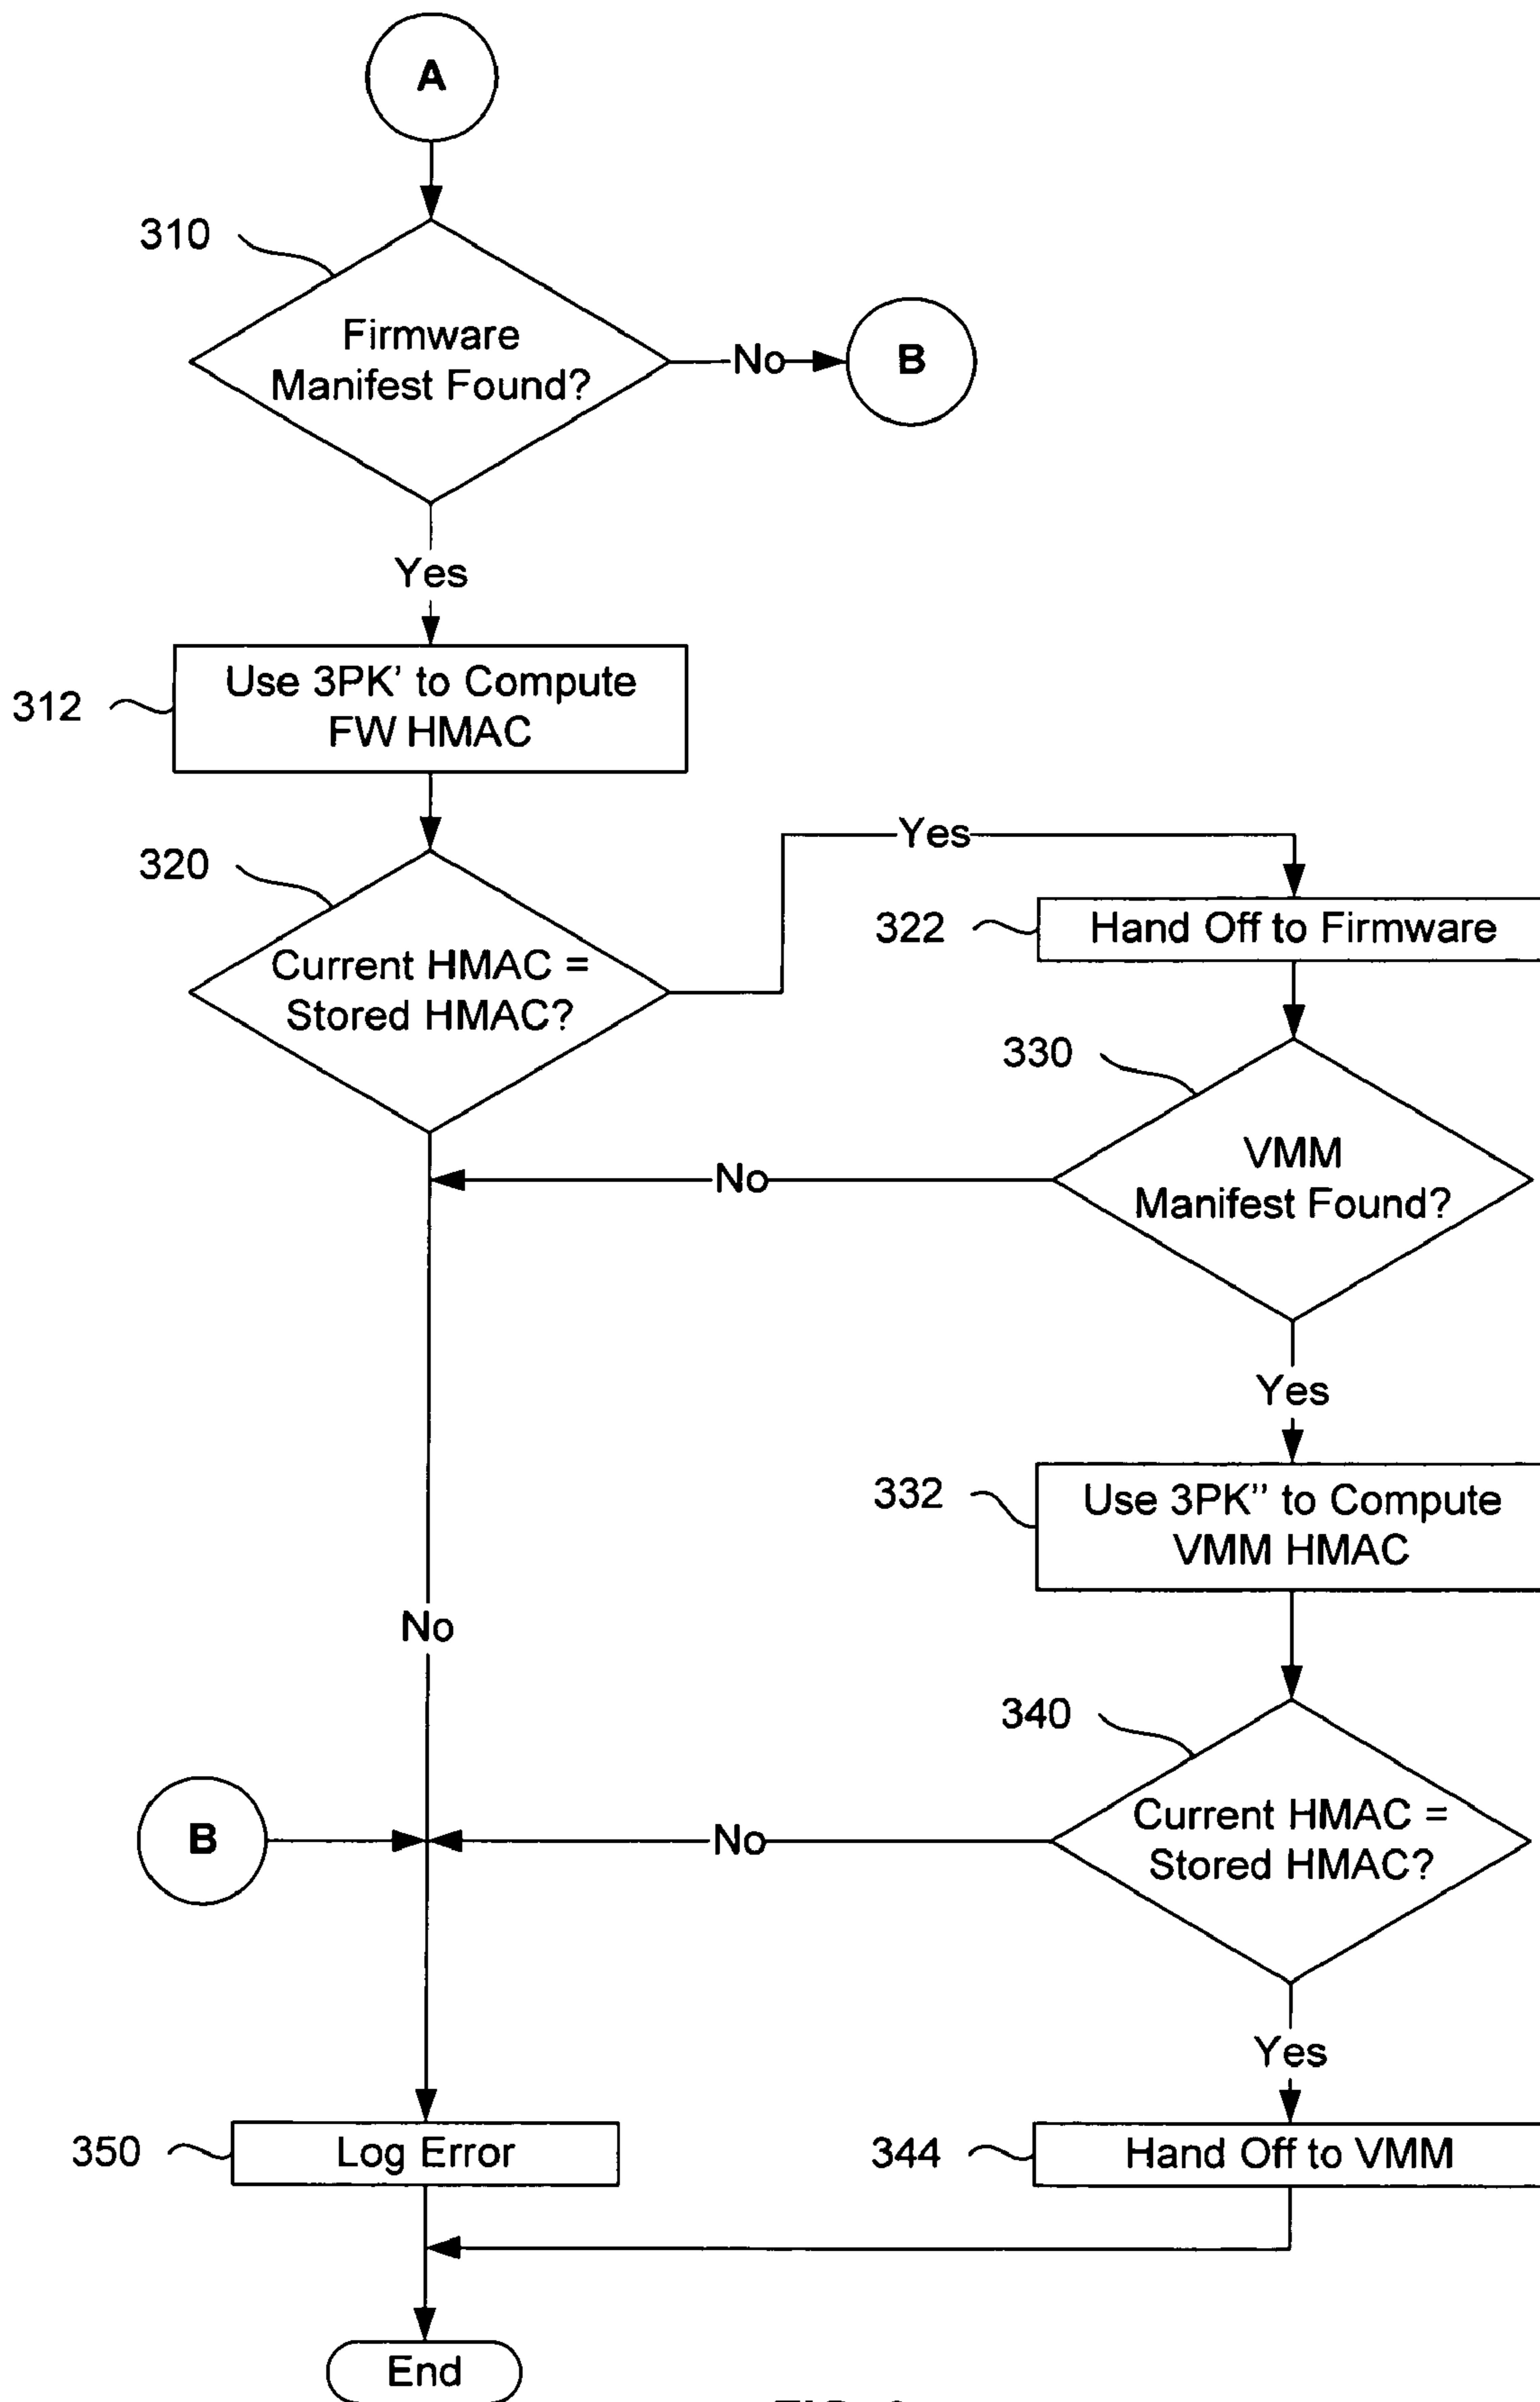 A
310
Firmware
Manifest Found?
No
B
Yes
312
Use 3PK' to Compute
FW HMAC
320
Current HMAC =
Stored HMAC?
Yes
322
Hand Off to Firmware
330
VMM
Manifest Found?
No
Yes
332
Use 3PK'' to Compute
VMM HMAC
No
340
Current HMAC =
Stored HMAC?
B
No
Yes
350
Log Error
344
Hand Off to VMM
End